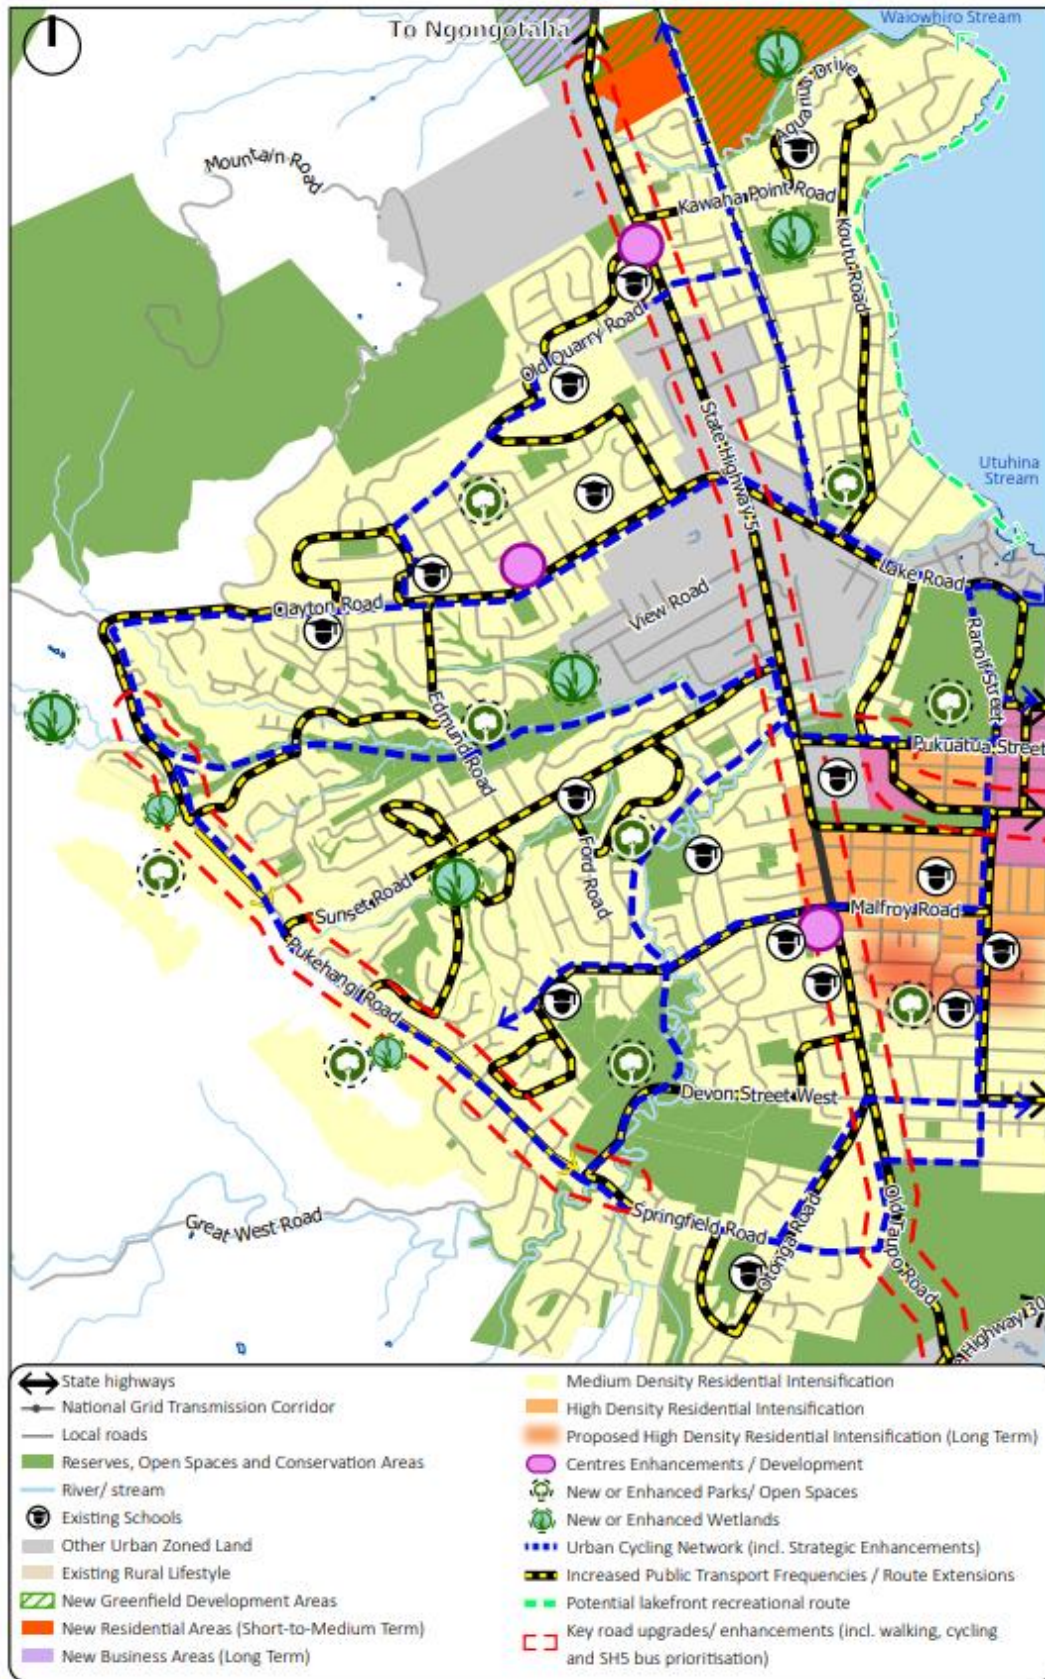 Waiowhiro Stream
To Ngongotaha
Aquarius Drive
Mountain Road
Kawaha Point Road
Koutu Road
Old Quarry Road
State Highway 5
Utuhina
Stream
Lake Road
View Road
Clayton Road
Ranolf Street
Edmund Road
Pukuatua Street
Ford Road
Sunset Road
Malfroy Road
Pukehangi Road
Devon Street West
Great West Road
Springfield Road
Otonga Road
Old Taupo Road
Highway 30
State highways
National Grid Transmission Corridor
Local roads
Reserves, Open Spaces and Conservation Areas
River/ stream
Existing Schools
Other Urban Zoned Land
Existing Rural Lifestyle
New Greenfield Development Areas
New Residential Areas (Short-to-Medium Term)
New Business Areas (Long Term)
Medium Density Residential Intensification
High Density Residential Intensification
Proposed High Density Residential Intensification (Long Term)
Centres Enhancements / Development
New or Enhanced Parks/ Open Spaces
New or Enhanced Wetlands
Urban Cycling Network (incl. Strategic Enhancements)
Increased Public Transport Frequencies / Route Extensions
Potential lakefront recreational route
Key road upgrades/ enhancements (incl. walking, cycling
and SH5 bus prioritisation)